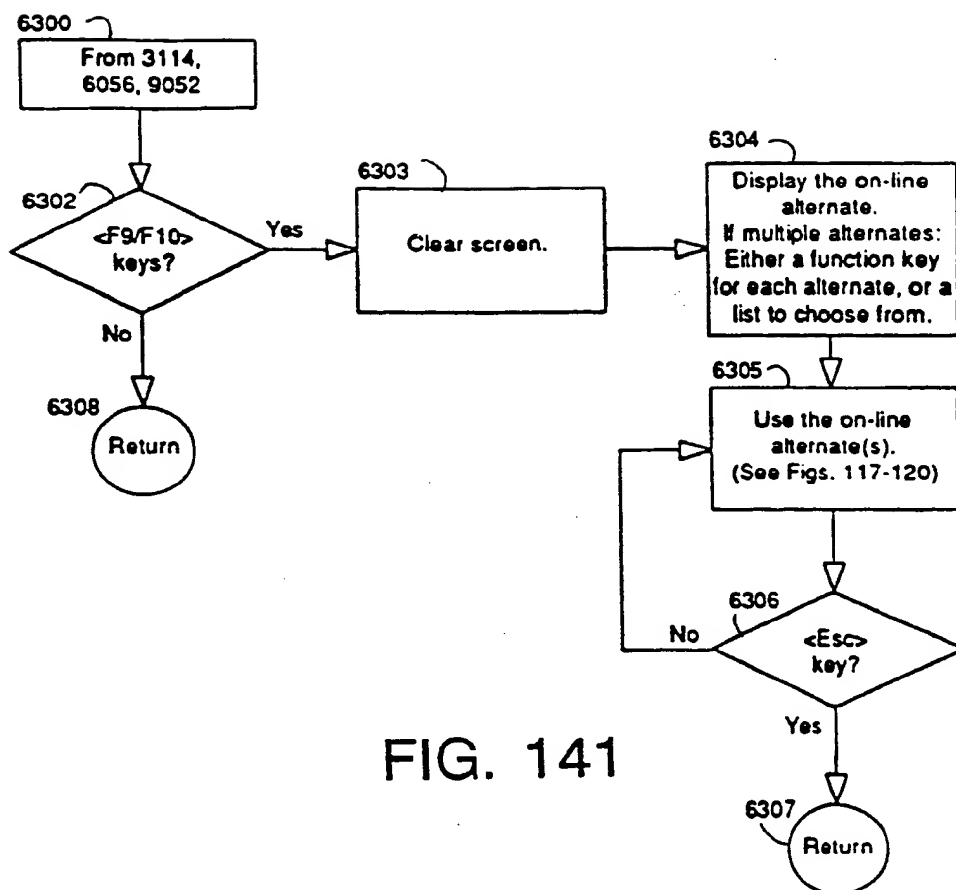 6300
From 3114,
6056, 9052
6302
<F9/F10>
keys?
Yes
No
6308
Return
6303
Clear screen.
6304
Display the on-line
alternate.
If multiple alternates:
Either a function key
for each alternate, or a
list to choose from.
6305
Use the on-line
alternate(s).
(See Figs. 117-120)
6306
<Esc>
key?
No
Yes
6307
Return
FIG. 141